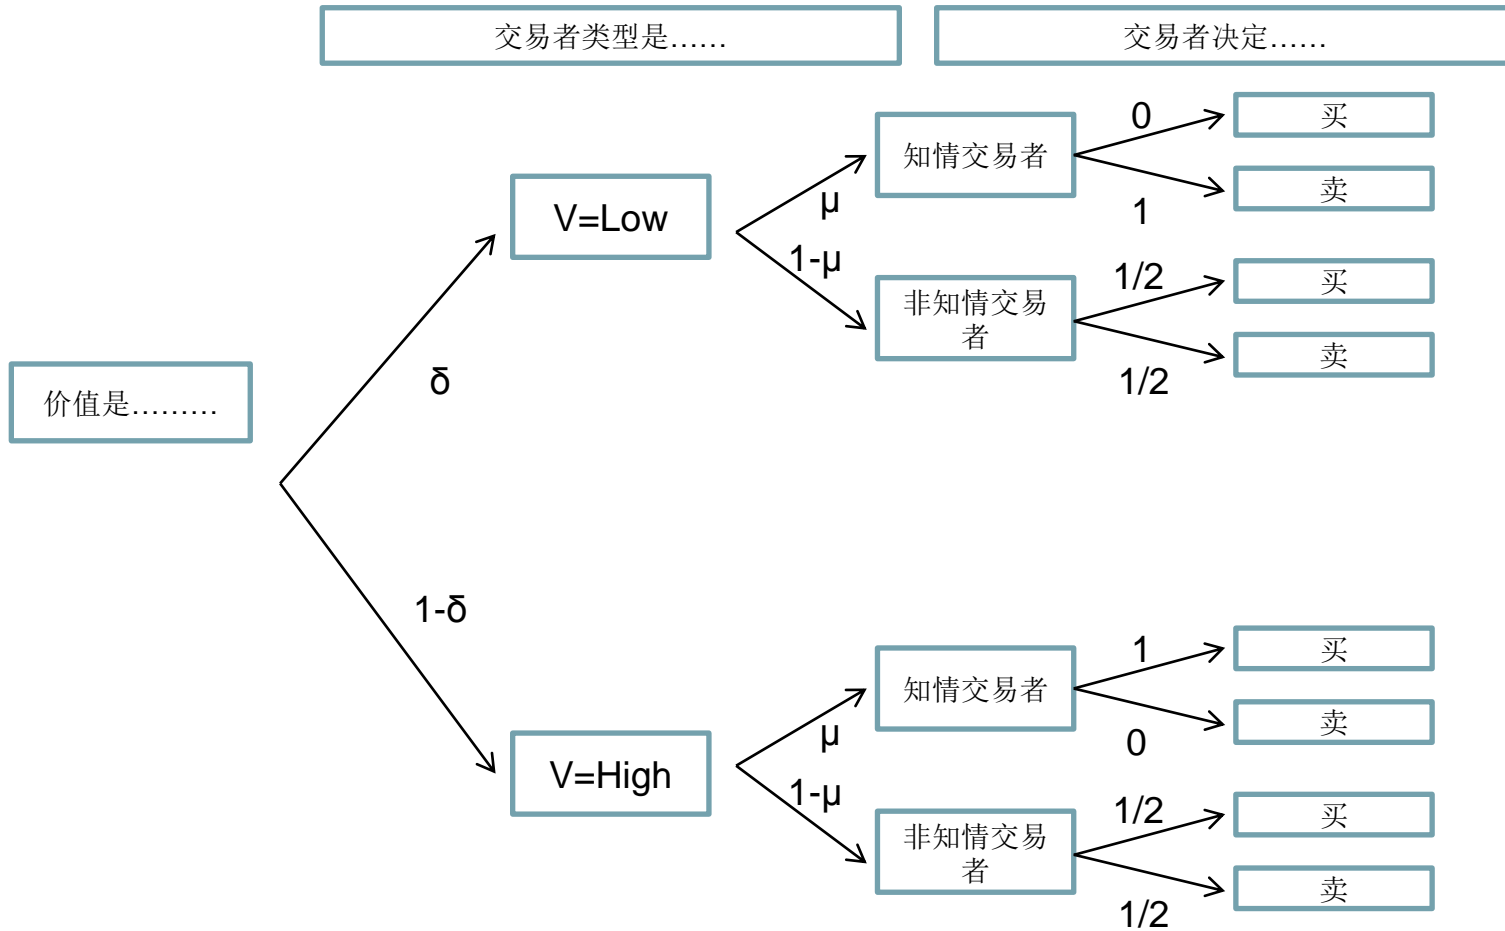 交易者类型是……
交易者决定……
0
买
知情交易者
μ
卖
V=Low
1
1-μ
1/2
买
非知情交易
者
卖
δ
1/2
价值是………
1-δ
1
买
知情交易者
μ
卖
0
V=High
1-μ
1/2
买
非知情交易
者
卖
1/2